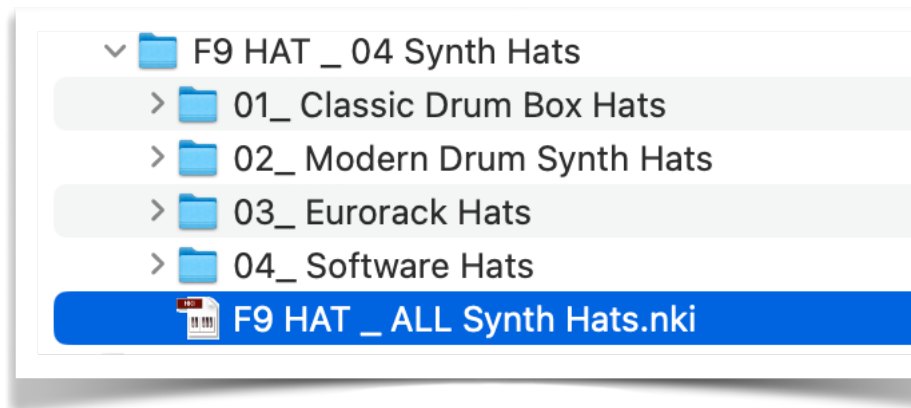 F9 HAT _ 04 Synth Hats
01_ Classic Drum Box Hats
02_ Modern Drum Synth Hats
03_ Eurorack Hats
04_ Software Hats
F9 HAT _ ALL Synth Hats.nki